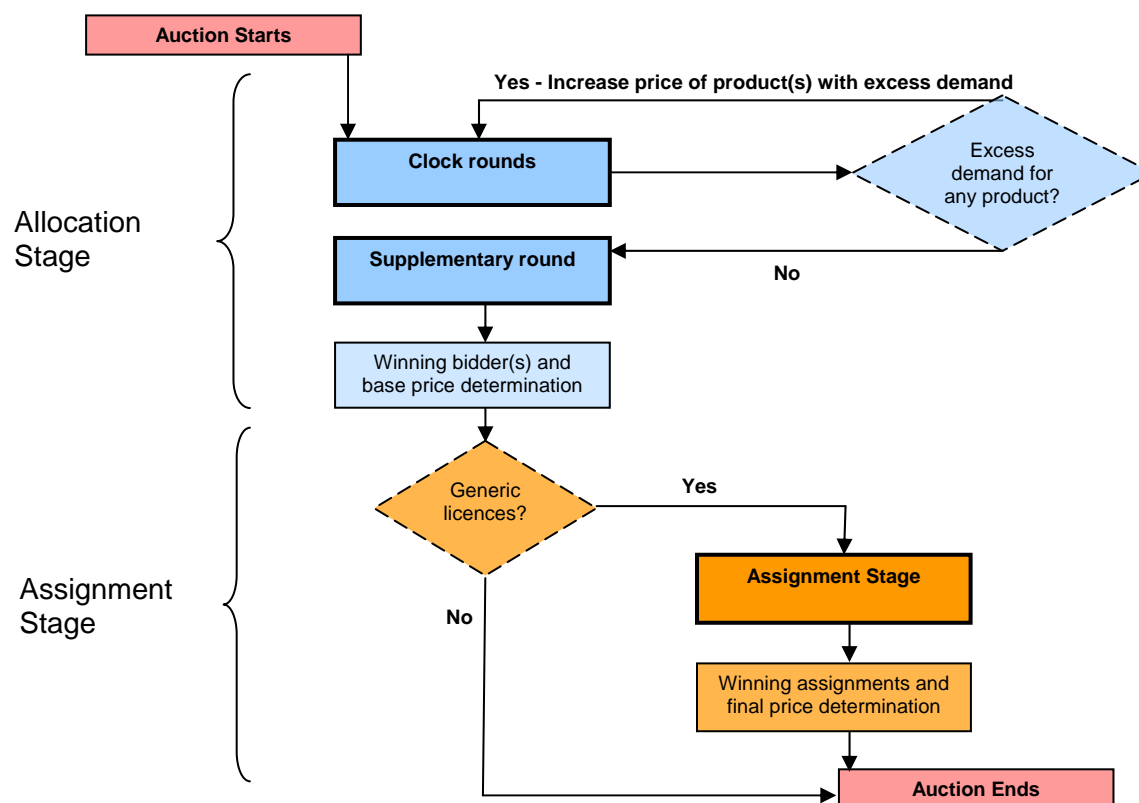 Auction Starts
Yes - Increase price of product(s) with excess demand
Clock rounds
Excess
demand for
any product?
Allocation
Stage
Supplementary round
No
Winning bidder(s) and
base price determination
Generic
licences?
Yes
Assignment Stage
Assignment
Stage
No
Winning assignments and
final price determination
Auction Ends